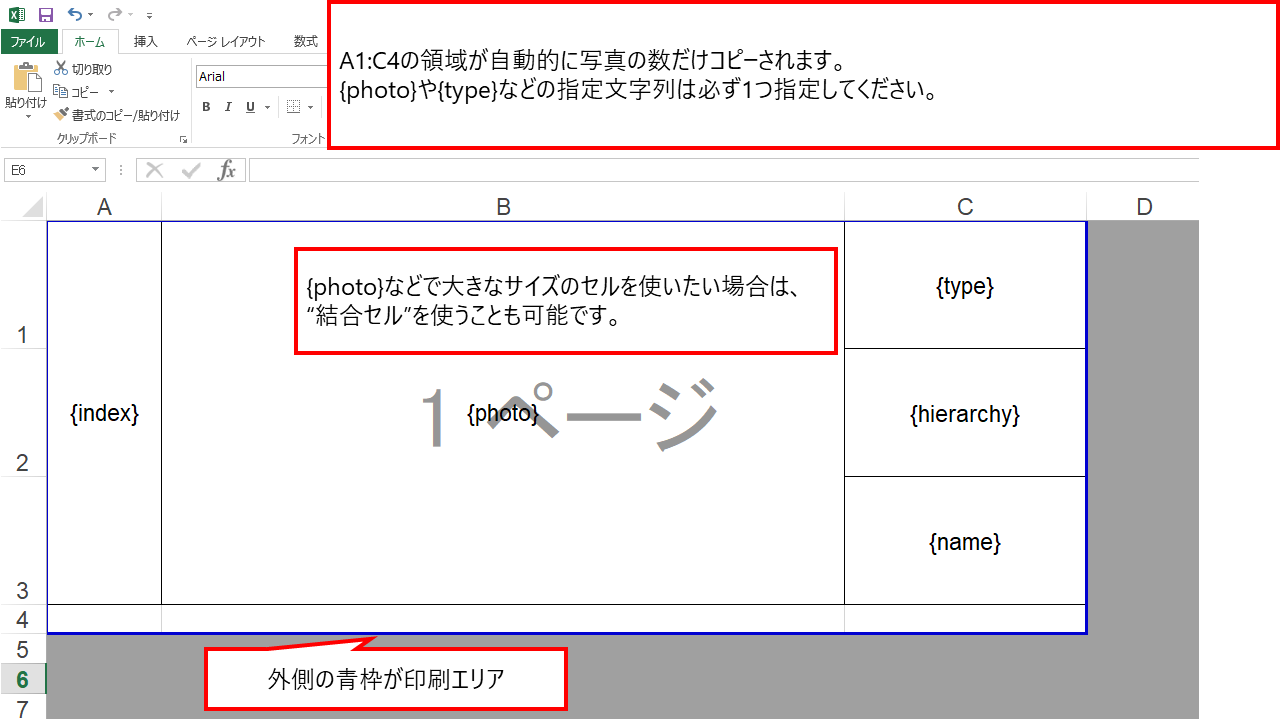 ファイル ホーム 挿入 ページ レイアウト 数式
A1:C4の領域が自動的に写真の数だけコピーされます。
{photo}や{type}などの指定文字列は必ず1つ指定してください。
貼り付け
切り取り
コピー
書式のコピー/貼り付け
クリップボード
Arial
B I U
フォント
E6
fx
A B C D
1
2
3
4
5
6
7
{photo}などで大きなサイズのセルを使いたい場合は、
“結合セル”を使うことも可能です。
{type}
{index}
{photo}
1 ページ
{hierarchy}
{name}
外側の青枠が印刷エリア